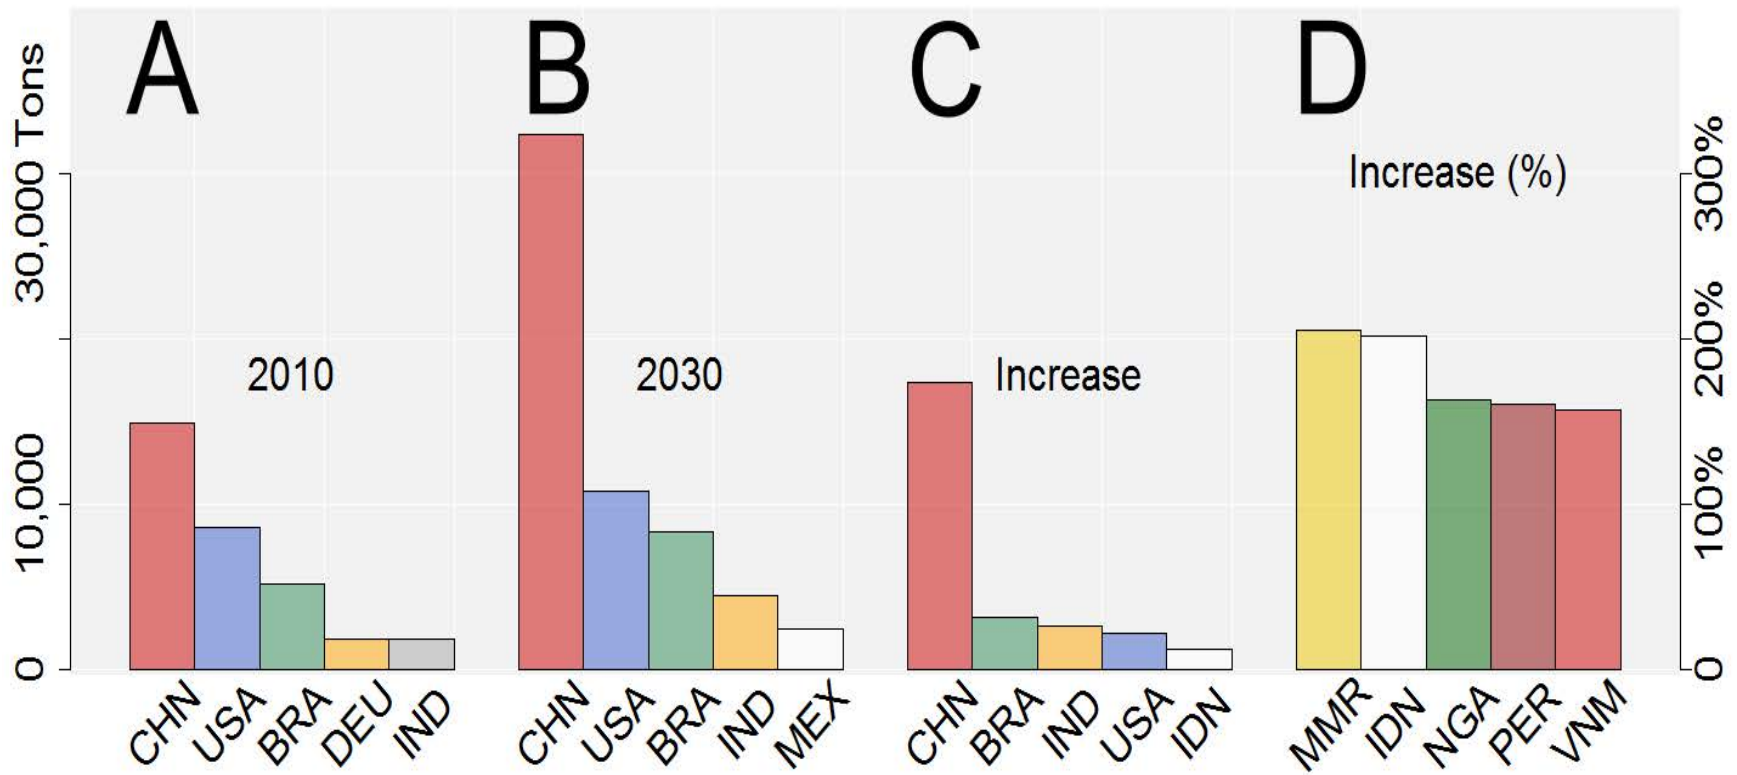 A
B
C
D
30,000 Tons
10,000
0
2010
2030
Increase
Increase (%)
300%
200%
100%
0
CHN
USA
BRA
DEU
IND
CHN
USA
BRA
IND
MEX
CHN
BRA
IND
USA
IDN
MMR
IDN
NGA
PER
VNM